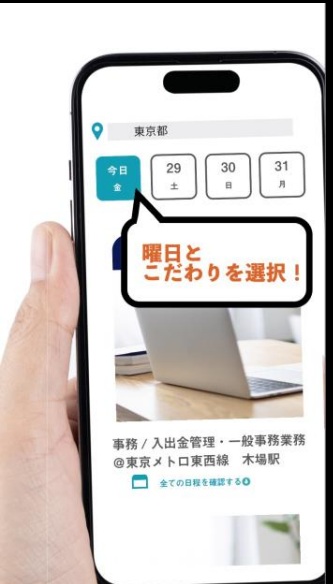 東京都
今日
金
29
土
30
日
31
月
曜日と
こだわりを選択！
事務 / 入出金管理・一般事務業務
@東京メトロ東西線 木場駅
全ての日程を確認する